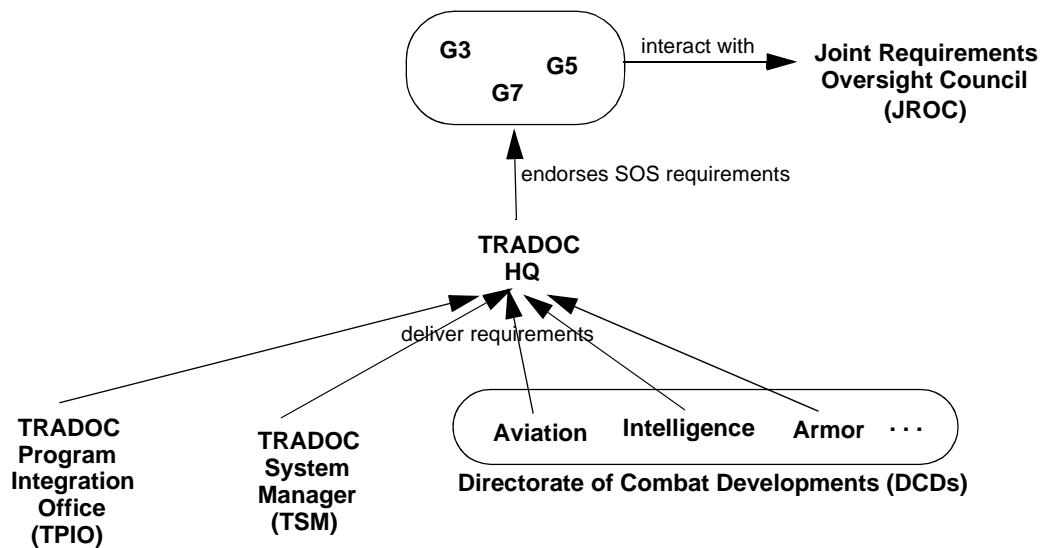 G3
G5
G7
interact with
Joint Requirements
Oversight Council
(JROC)
endorses SOS requirements
TRADOC
HQ
deliver requirements
TRADOC
Program
Integration
Office
(TPIO)
TRADOC
System
Manager
(TSM)
Aviation
Intelligence
Armor
. . .
Directorate of Combat Developments (DCDs)